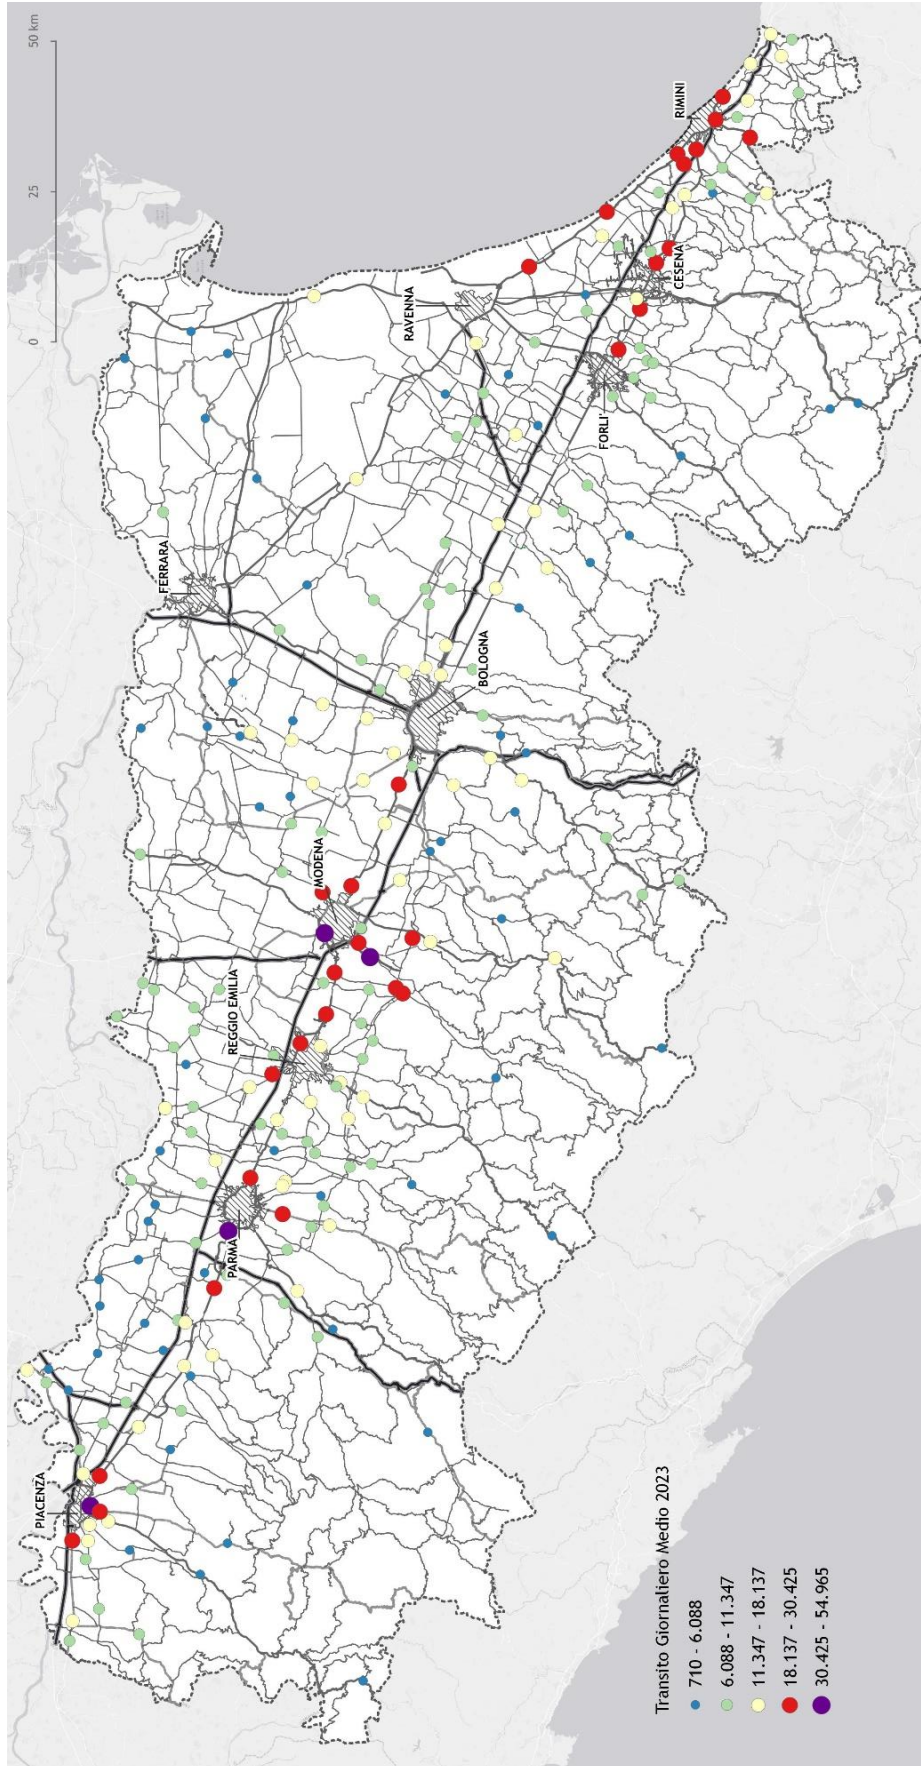 PIACENZA
PARMA
REGGIO EMILIA
MODENA
BOLOGNA
FERRARA
RAVENNA
FORLI'
CESENA
RIMINI
0 25 50 km
Transito Giornaliero Medio 2023
710 - 6.088
6.088 - 11.347
11.347 - 18.137
18.137 - 30.425
30.425 - 54.965